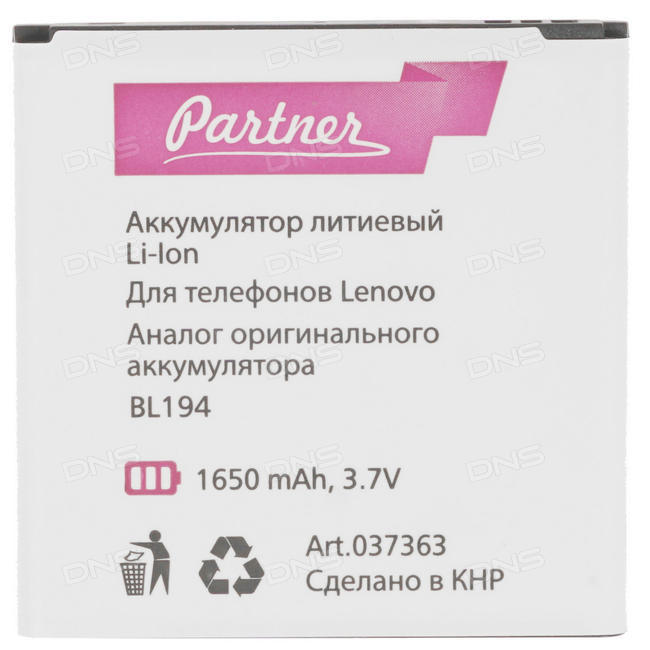 Partner
Аккумулятор литиевый
Li-Ion
Для телефонов Lenovo
Аналог оригинального
аккумулятора
BL194
1650 mAh, 3.7V
Art.037363
Сделано в КНР
DNS